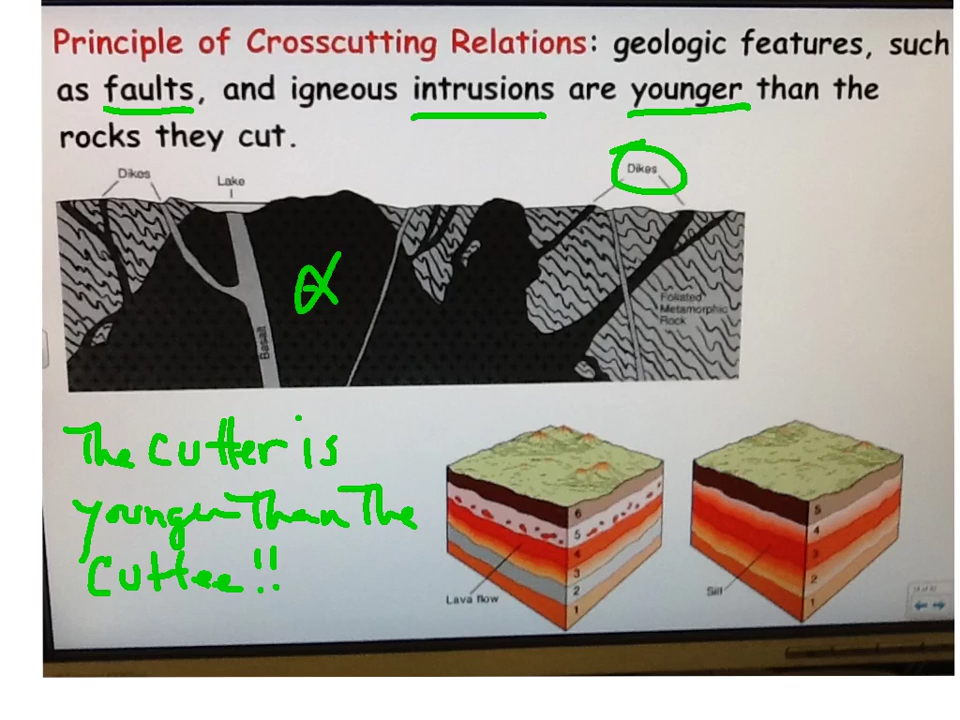 Principle of Crosscutting Relations: geologic features, such
as faults, and igneous intrusions are younger than the
rocks they cut.
Dikes
Lake
Dikes
α
Foliated
Metamorphic
Rock
Basalt
The cutter is
younger Than The
Cuttee!!
6
5
4
3
2
1
Lava flow
5
4
3
2
1
Sill